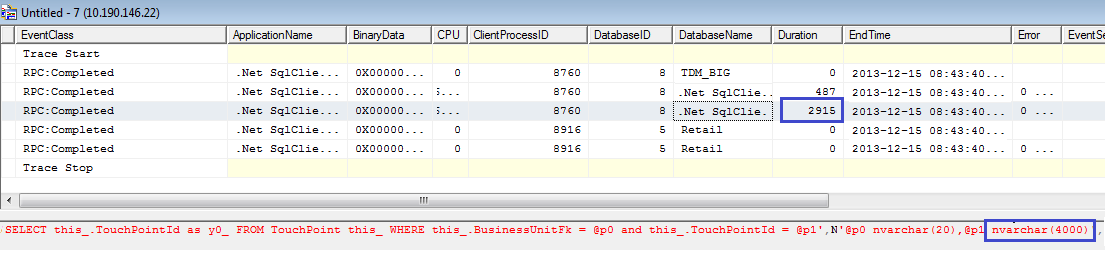 Untitled - 7 (10.190.146.22)
EventClass ApplicationName BinaryData CPU ClientProcessID DatabaseID DatabaseName Duration EndTime Error EventSe
Trace Start
RPC:Completed .Net SqlClie... 0X00000... 0 8760 8 TDM_BIG 0 2013-12-15 08:43:40...
RPC:Completed .Net SqlClie... 0X00000... ... 8760 8 .Net SqlClie... 487 2013-12-15 08:43:40... 0 ...
RPC:Completed .Net SqlClie... 0X00000... ... 8760 8 .Net SqlClie. 2915 2013-12-15 08:43:40... 0 ...
RPC:Completed .Net SqlClie... 0X00000... 0 8916 5 Retail 0 2013-12-15 08:43:40...
RPC:Completed .Net SqlClie... 0X00000... 0 8916 5 Retail 0 2013-12-15 08:43:40... 0 ...
Trace Stop
SELECT this_.TouchPointId as y0_ FROM TouchPoint this_ WHERE this_.BusinessUnitFk = @p0 and this_.TouchPointId = @p1',N'@p0 nvarchar(20),@p1 nvarchar(4000)',